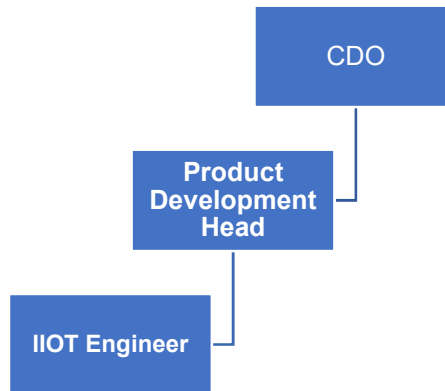 CDO
Product
Development
Head
IIOT Engineer